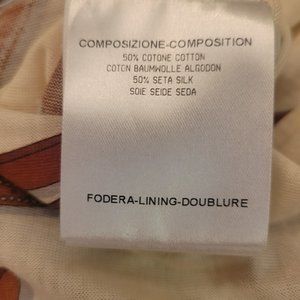 COMPOSIZIONE-COMPOSITION
50% COTONE COTTON
COTON BAUMWOLLE ALGODON
50% SETA SILK
SOIE SEIDE SEDA
FODERA-LINING-DOUBLURE